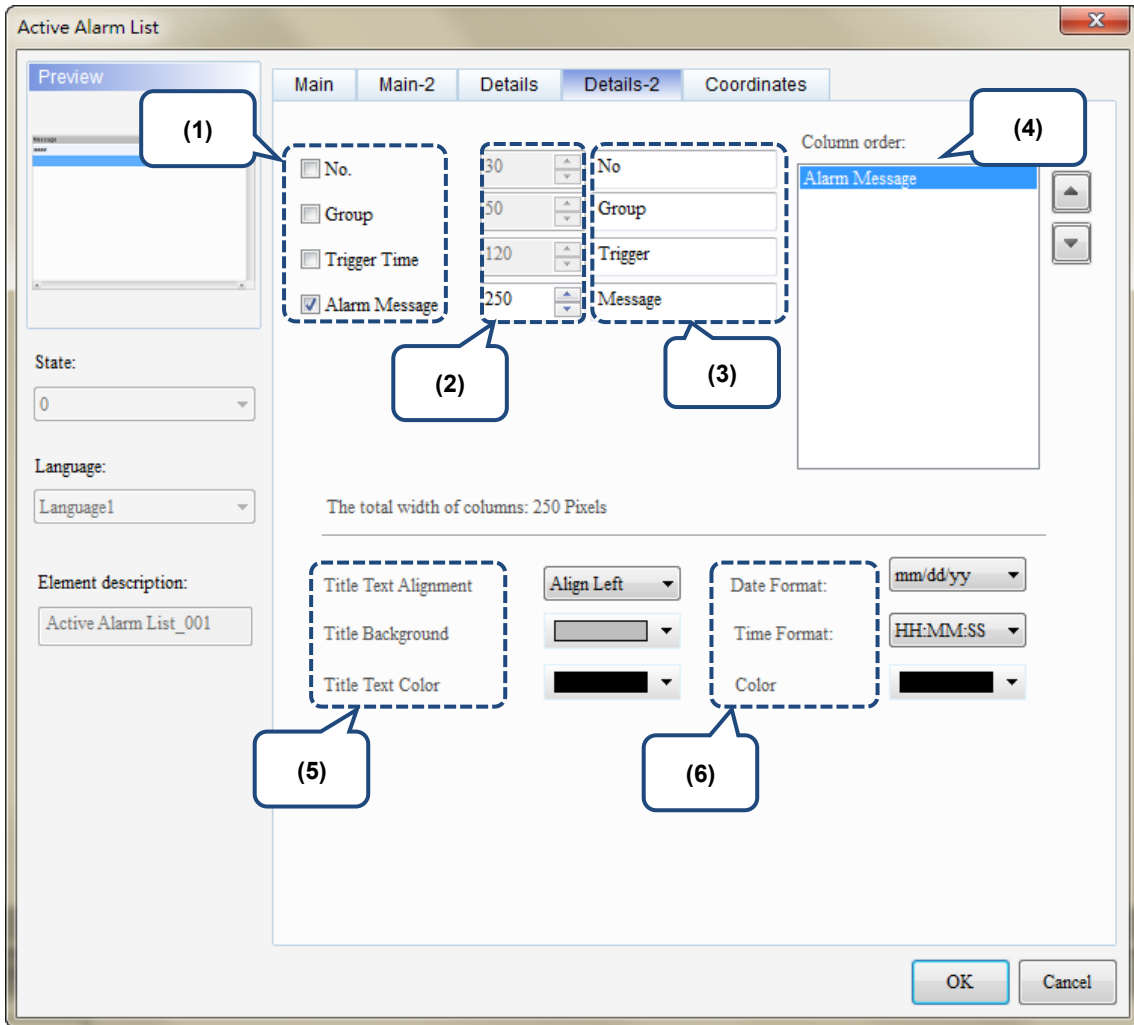 Active Alarm List
Preview
Message
####
Main Main-2 Details Details-2 Coordinates
(1)
(4)
Column order:
No. 30 No
Alarm Message
Group 50 Group
Trigger Time 120 Trigger
Alarm Message 250 Message
(2)
(3)
State:
0
Language:
Language1
The total width of columns: 250 Pixels
Element description:
Active Alarm List_001
Title Text Alignment Align Left Date Format: mm/dd/yy
Title Background Time Format: HH:MM:SS
Title Text Color Color
(5)
(6)
OK Cancel